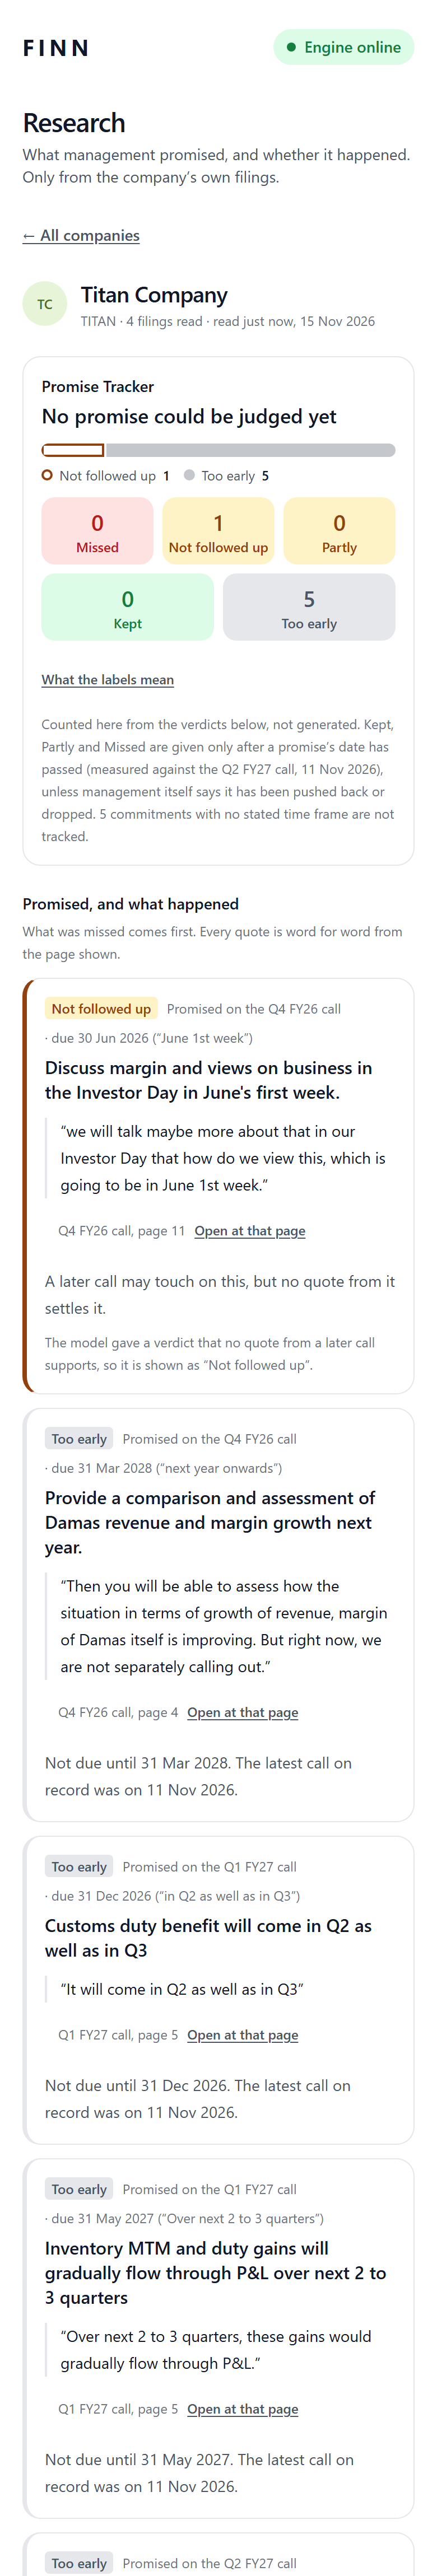 FINN
Engine online
Research
What management promised, and whether it happened.
Only from the company’s own filings.
← All companies
TC
Titan Company
TITAN · 4 filings read · read just now, 15 Nov 2026
Promise Tracker
No promise could be judged yet
Not followed up 1 Too early 5
0
Missed
1
Not followed up
0
Partly
0
Kept
5
Too early
What the labels mean
Counted here from the verdicts below, not generated. Kept,
Partly and Missed are given only after a promise’s date has
passed (measured against the Q2 FY27 call, 11 Nov 2026),
unless management itself says it has been pushed back or
dropped. 5 commitments with no stated time frame are not
tracked.
Promised, and what happened
What was missed comes first. Every quote is word for word from
the page shown.
Not followed up Promised on the Q4 FY26 call
· due 30 Jun 2026 (“June 1st week”)
Discuss margin and views on business in
the Investor Day in June's first week.
“we will talk maybe more about that in our
Investor Day that how do we view this, which is
going to be in June 1st week.”
Q4 FY26 call, page 11 Open at that page
A later call may touch on this, but no quote from it
settles it.
The model gave a verdict that no quote from a later call
supports, so it is shown as “Not followed up”.
Too early Promised on the Q4 FY26 call
· due 31 Mar 2028 (“next year onwards”)
Provide a comparison and assessment of
Damas revenue and margin growth next
year.
“Then you will be able to assess how the
situation in terms of growth of revenue, margin
of Damas itself is improving. But right now, we
are not separately calling out.”
Q4 FY26 call, page 4 Open at that page
Not due until 31 Mar 2028. The latest call on
record was on 11 Nov 2026.
Too early Promised on the Q1 FY27 call
· due 31 Dec 2026 (“in Q2 as well as in Q3”)
Customs duty benefit will come in Q2 as
well as in Q3
“It will come in Q2 as well as in Q3”
Q1 FY27 call, page 5 Open at that page
Not due until 31 Dec 2026. The latest call on
record was on 11 Nov 2026.
Too early Promised on the Q1 FY27 call
· due 31 May 2027 (“Over next 2 to 3 quarters”)
Inventory MTM and duty gains will
gradually flow through P&L over next 2 to
3 quarters
“Over next 2 to 3 quarters, these gains would
gradually flow through P&L.”
Q1 FY27 call, page 5 Open at that page
Not due until 31 May 2027. The latest call on
record was on 11 Nov 2026.
Too early Promised on the Q2 FY27 call